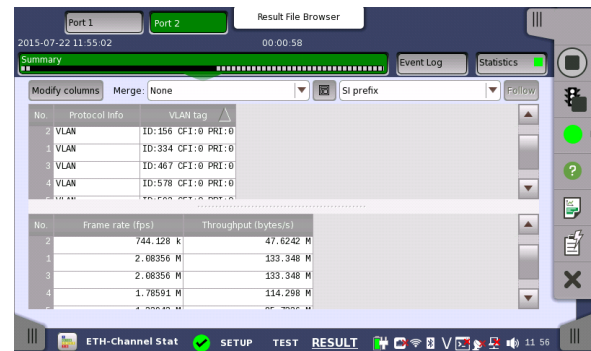 Port 1
Port 2
Result File Browser
2015-07-22 11:55:02
00:00:58
Summary
Event Log
Statistics
Modify columns
Merge:
None
SI prefix
Follow
No. Protocol Info VLAN tag
2 VLAN ID:156 CFI:0 PRI:0
1 VLAN ID:334 CFI:0 PRI:0
3 VLAN ID:467 CFI:0 PRI:0
4 VLAN ID:578 CFI:0 PRI:0
No. Frame rate (fps) Throughput (bytes/s)
2 744.128 k 47.6242 M
1 2.08356 M 133.348 M
3 2.08356 M 133.348 M
4 1.78591 M 114.298 M
ETH-Channel Stat
SETUP
TEST
RESULT
11 56